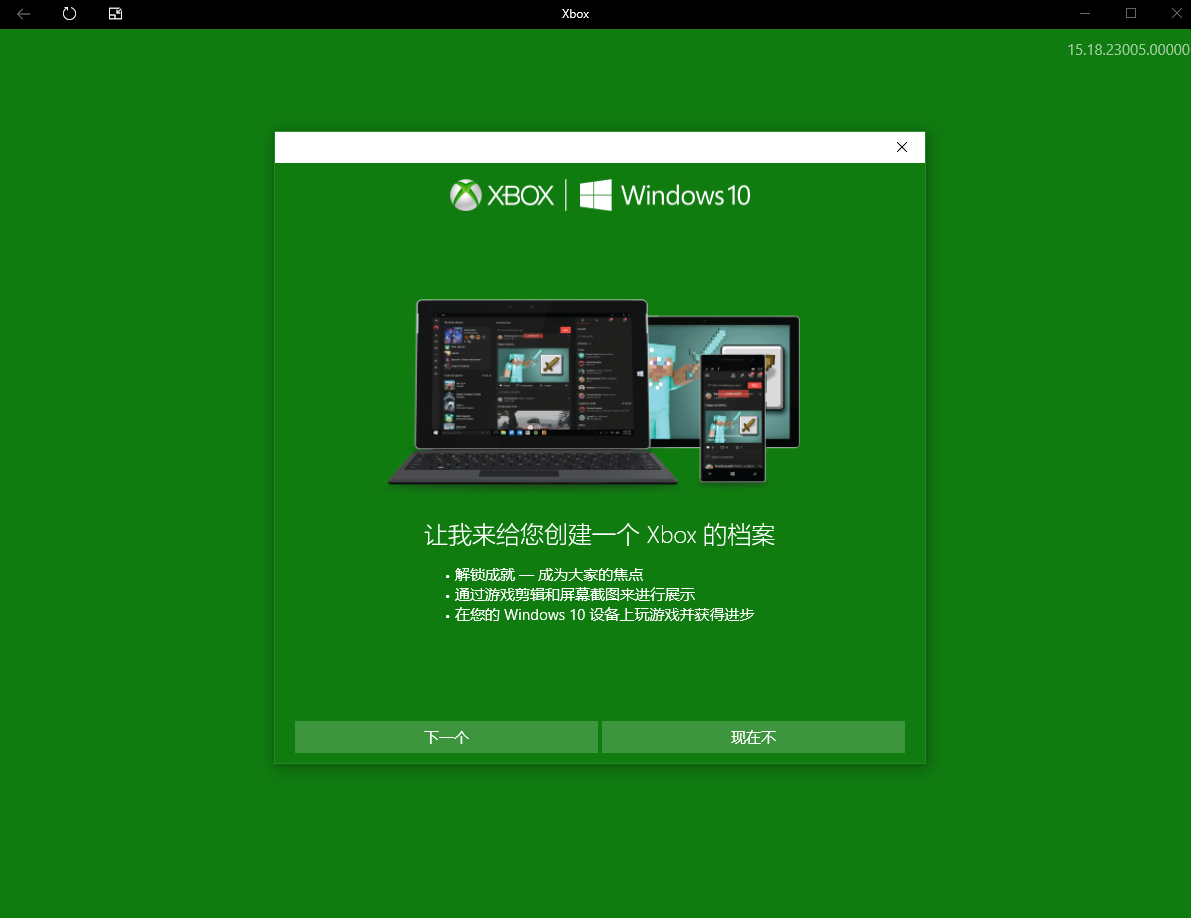 Xbox
15.18.23005.00000
XBOX | Windows 10
让我来给您创建一个 Xbox 的档案
• 解锁成就 — 成为大家的焦点
• 通过游戏剪辑和屏幕截图来进行展示
• 在您的 Windows 10 设备上玩游戏并获得进步
下一个
现在不